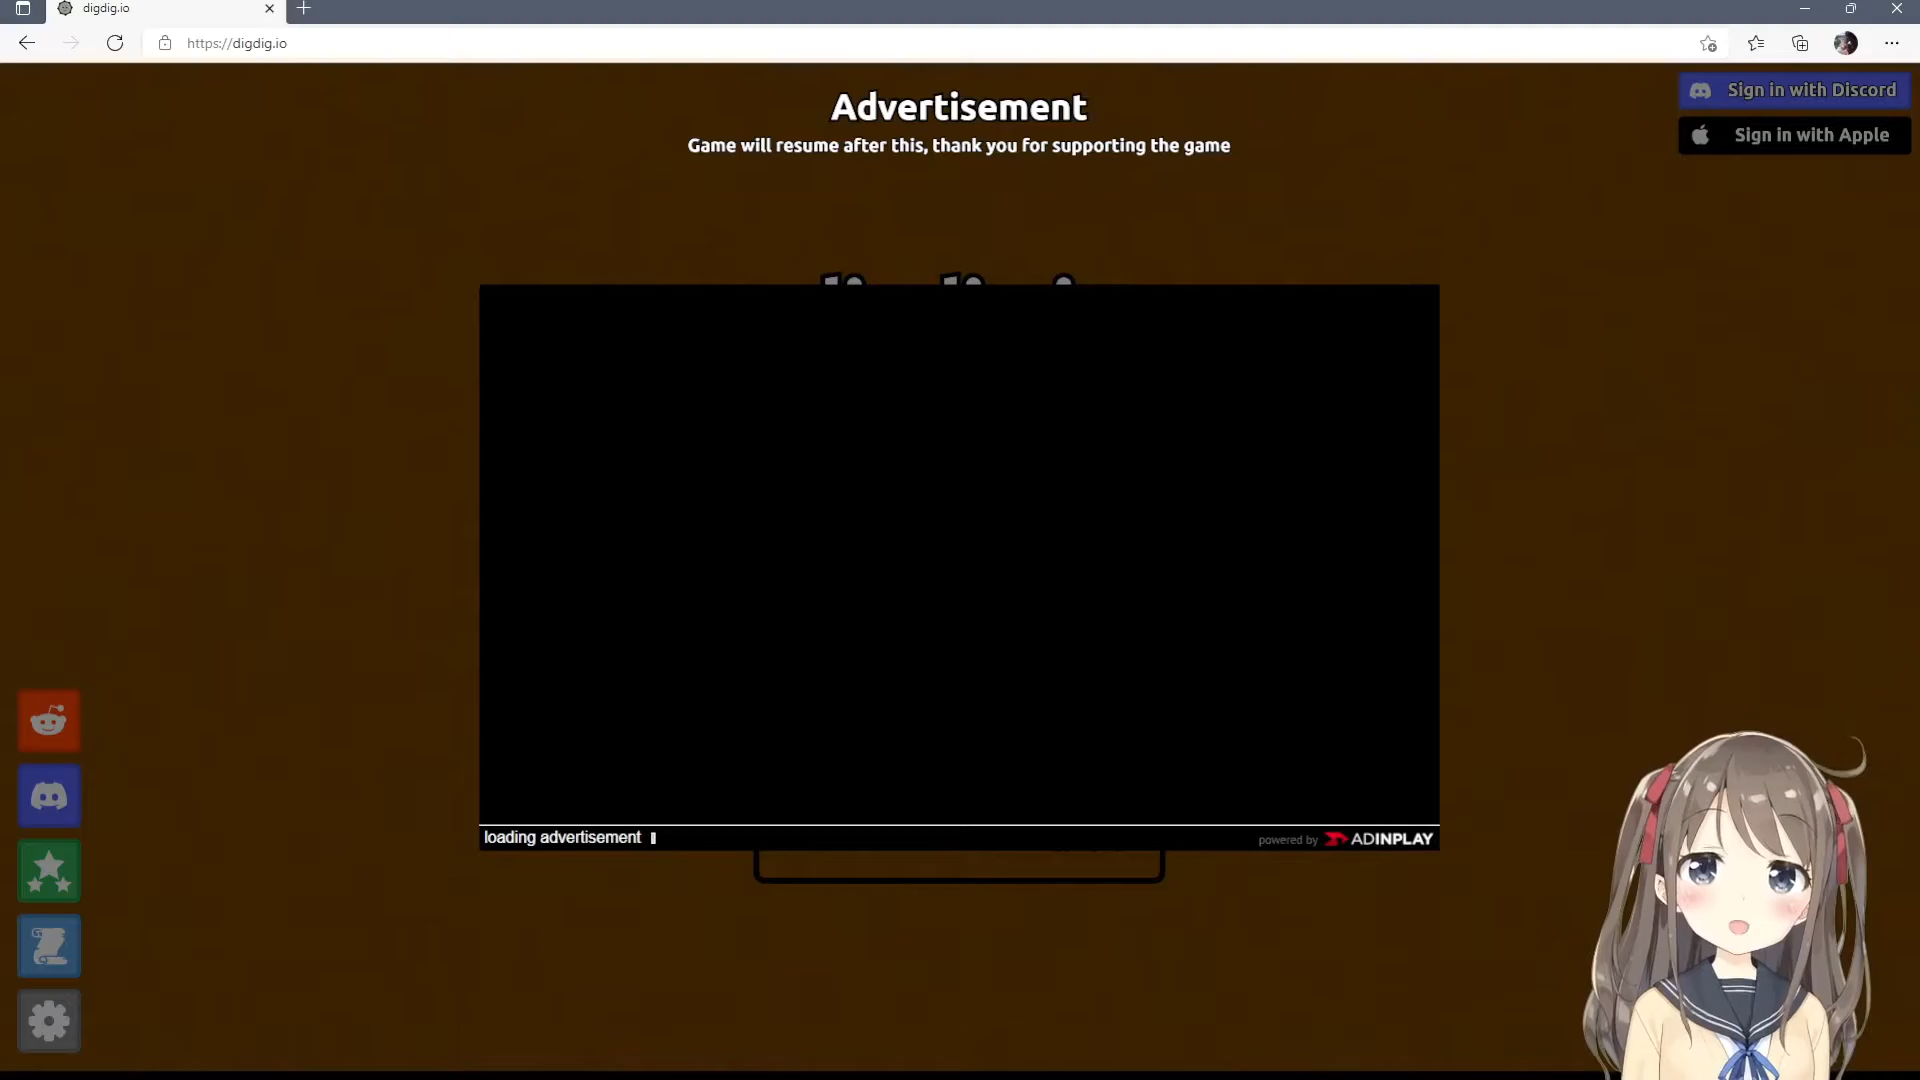 digdig.io
https://digdig.io
Advertisement
Game will resume after this, thank you for supporting the game
Sign in with Discord
Sign in with Apple
loading advertisement
powered by ADINPLAY